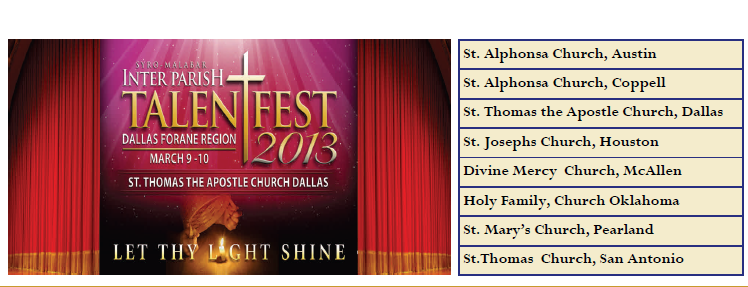 SYRO-MALABAR
INTER PARISH
TALENTFEST
DALLAS FORANE REGION
MARCH 9 -10
2013
ST. THOMAS THE APOSTLE CHURCH DALLAS
LET THY LIGHT SHINE
St. Alphonsa Church, Austin
St. Alphonsa Church, Coppell
St. Thomas the Apostle Church, Dallas
St. Josephs Church, Houston
Divine Mercy Church, McAllen
Holy Family, Church Oklahoma
St. Mary’s Church, Pearland
St.Thomas Church, San Antonio